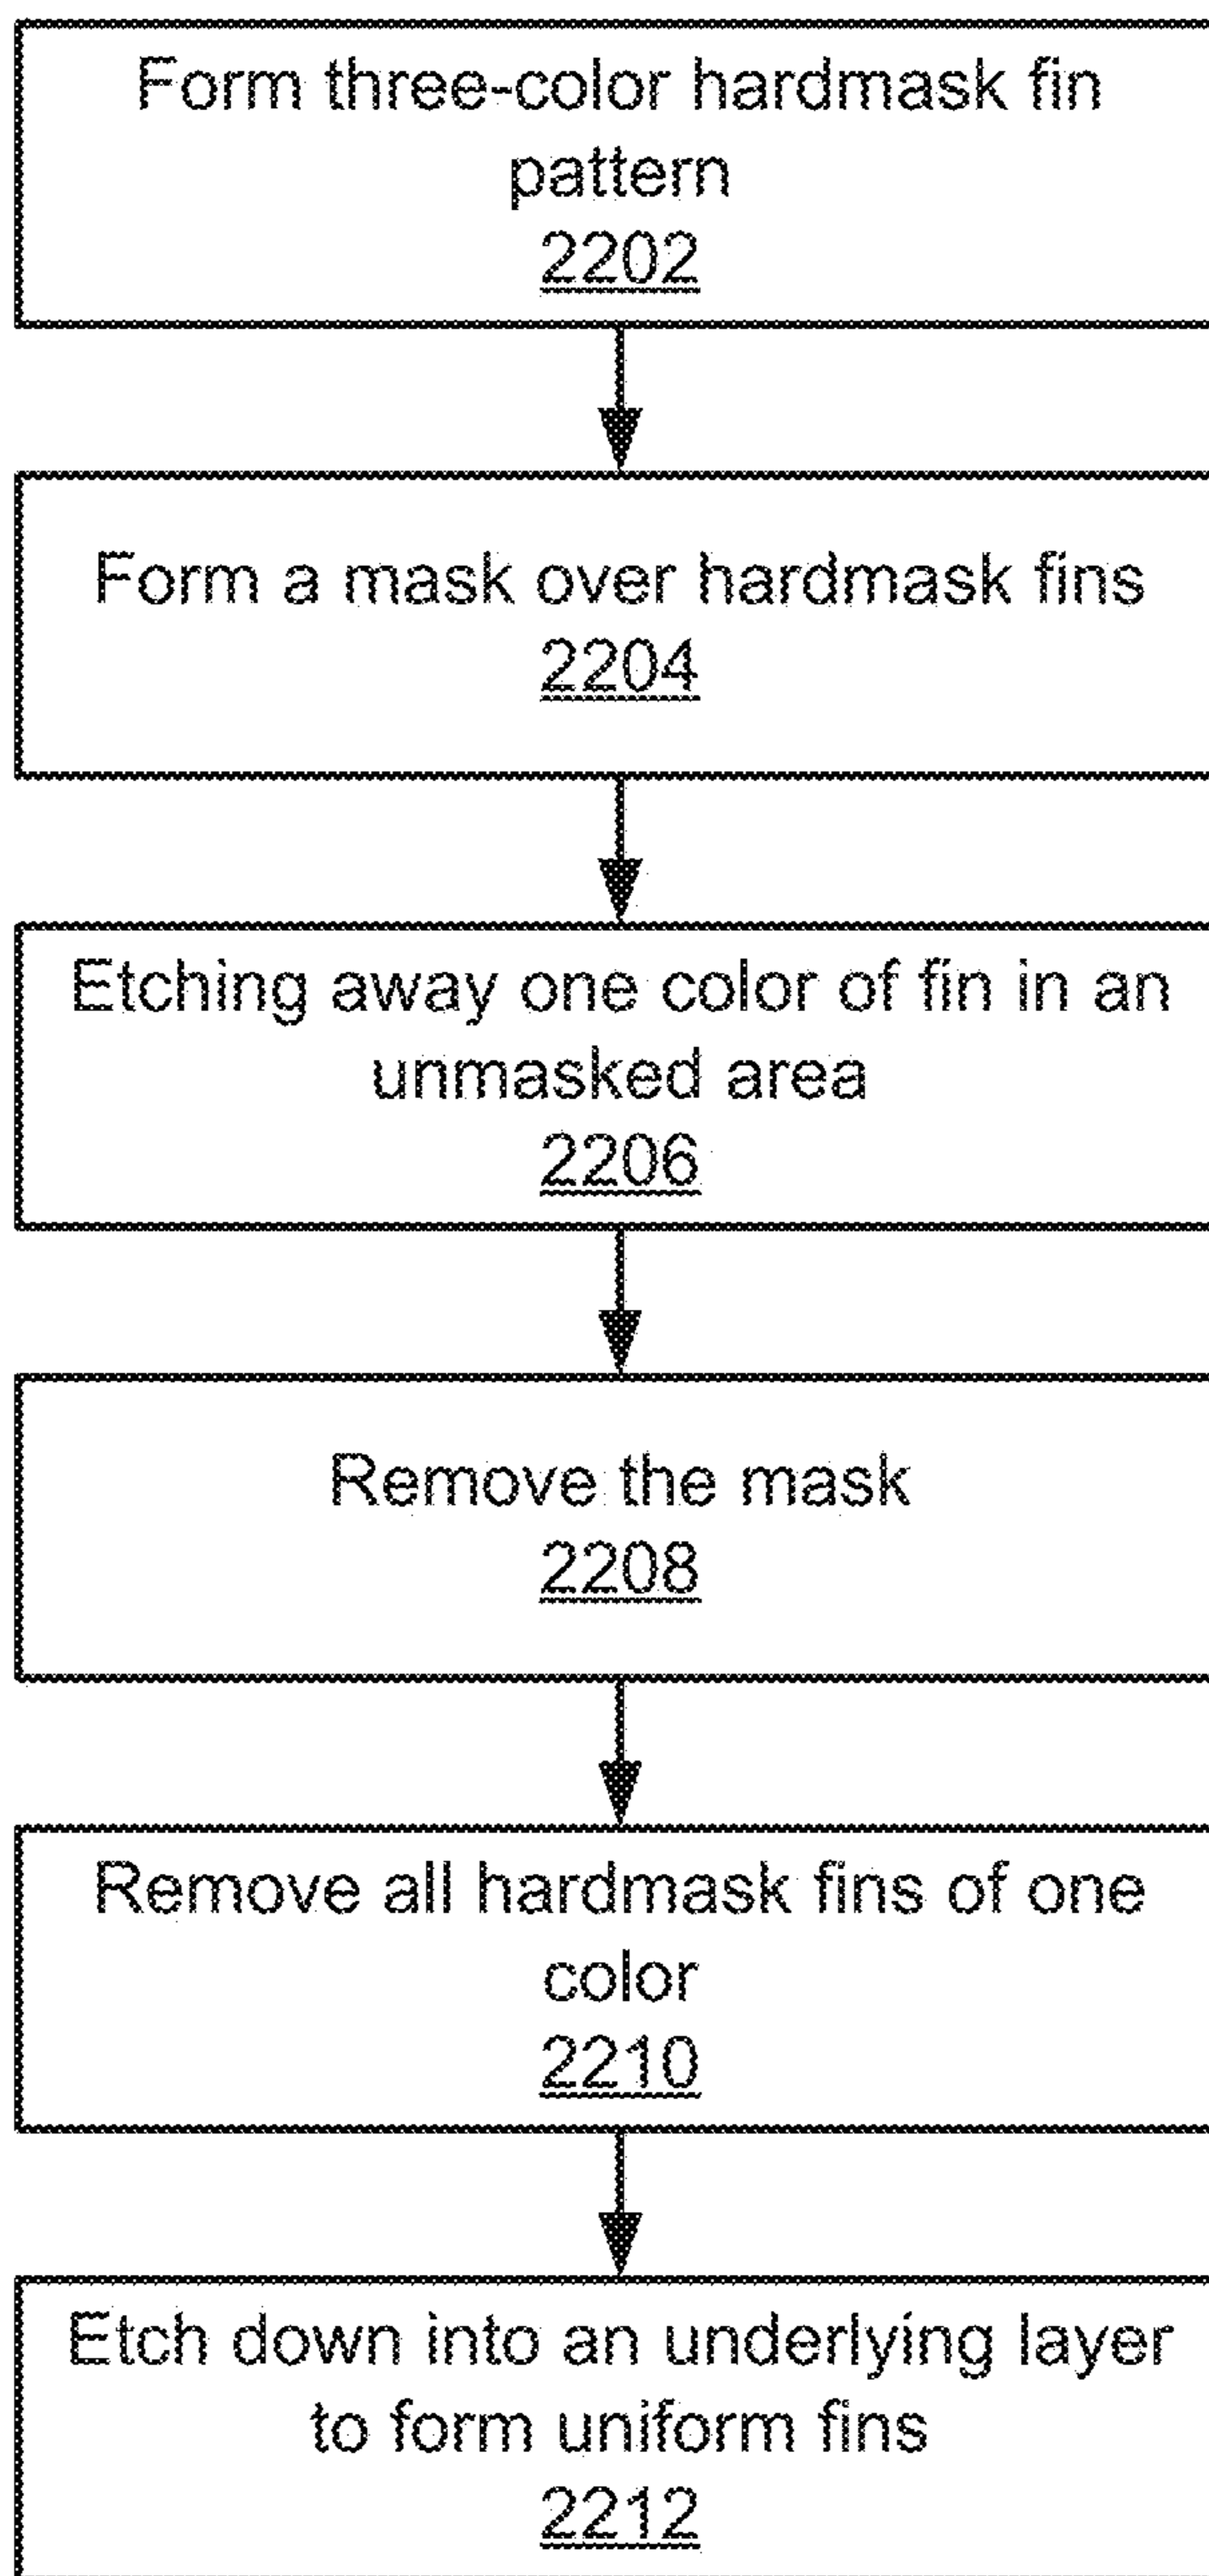 Form three-color hardmask fin
pattern
2202
Form a mask over hardmask fins
2204
Etching away one color of fin in an
unmasked area
2206
Remove the mask
2208
Remove all hardmask fins of one
color
2210
Etch down into an underlying layer
to form uniform fins
2212